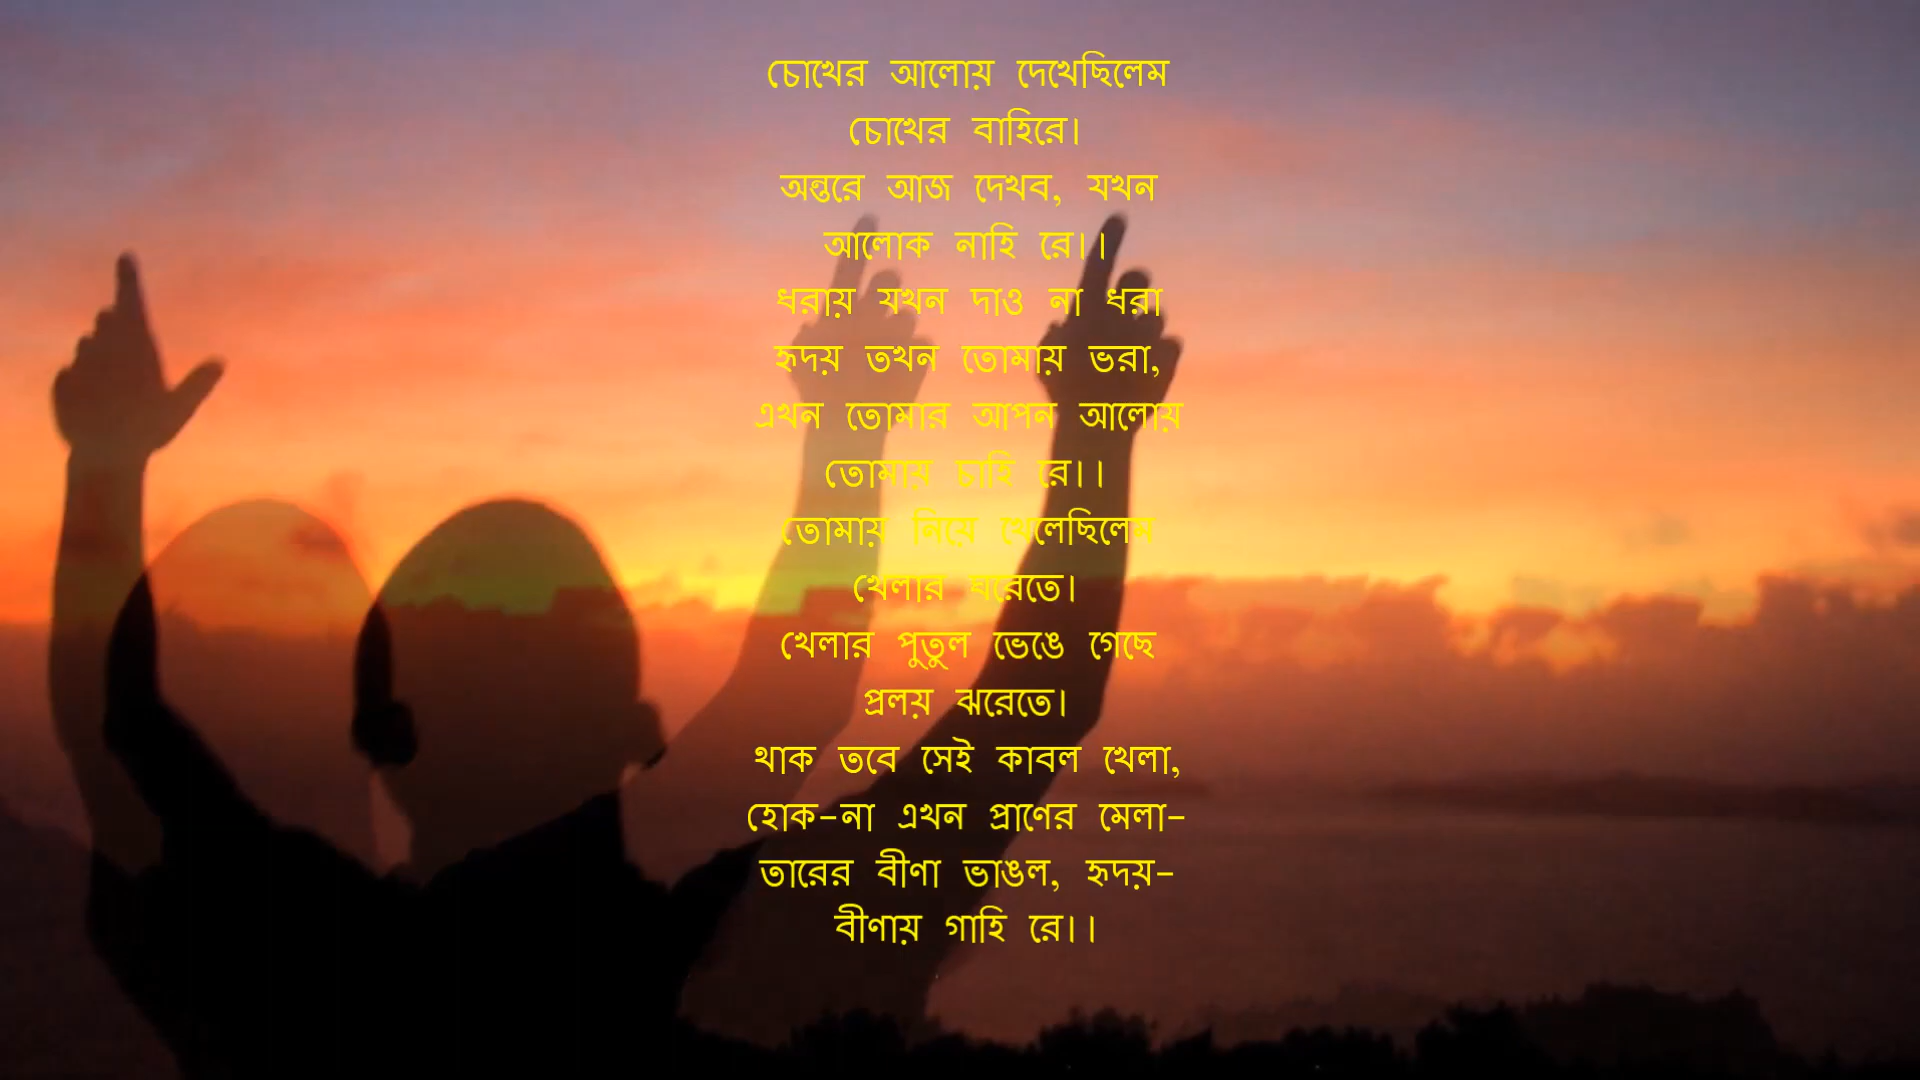 চোখের আলোয় দেখেছিলেম
চোখের বাহিরে।
অন্তরে আজ দেখব, যখন
আলোক নাহি রে।।
ধরায় যখন দাও না ধরা
হৃদয় তখন তোমায় ভরা,
এখন তোমার আপন আলোয়
তোমায় চাহি রে।।
তোমায় নিয়ে খেলেছিলেম
খেলার ঘরেতে।
খেলার পুতুল ভেঙে গেছে
প্রলয় ঝরেতে।
থাক তবে সেই কাবল খেলা,
হোক-না এখন প্রাণের মেলা-
তারের বীণা ভাঙল, হৃদয়-
বীণায় গাহি রে।।